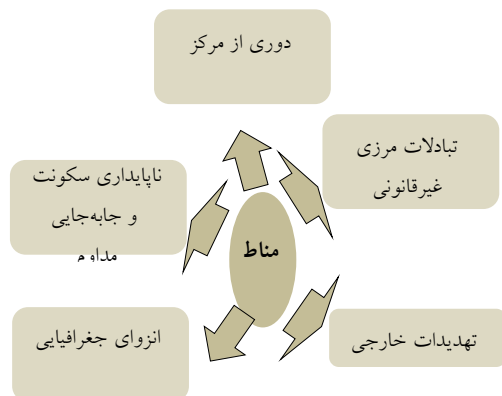 دوری از مرکز
تبادلات مرزی
غیرقانونی
ناپایداری سکونت
و جابه‌جایی
مداوم
مناط
انزوای جغرافیایی
تهدیدات خارجی